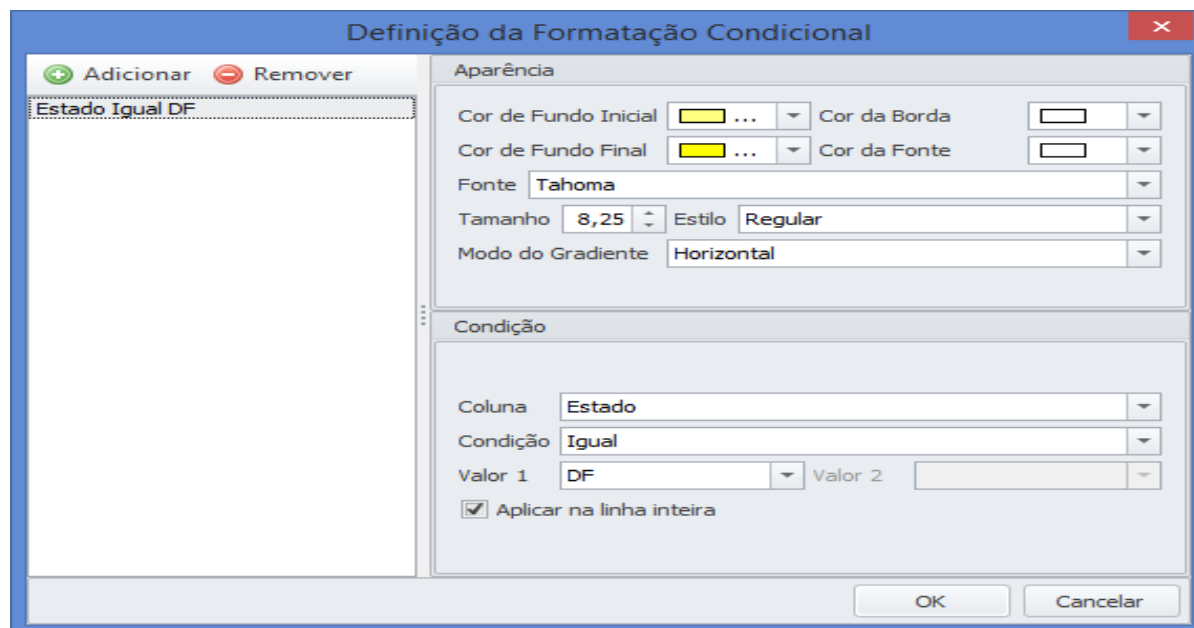 Definição da Formatação Condicional
Adicionar Remover
Estado Igual DF
Aparência
Cor de Fundo Inicial ... Cor da Borda
Cor de Fundo Final ... Cor da Fonte
Fonte Tahoma
Tamanho 8,25 Estilo Regular
Modo do Gradiente Horizontal
Condição
Coluna Estado
Condição Igual
Valor 1 DF Valor 2
Aplicar na linha inteira
OK Cancelar